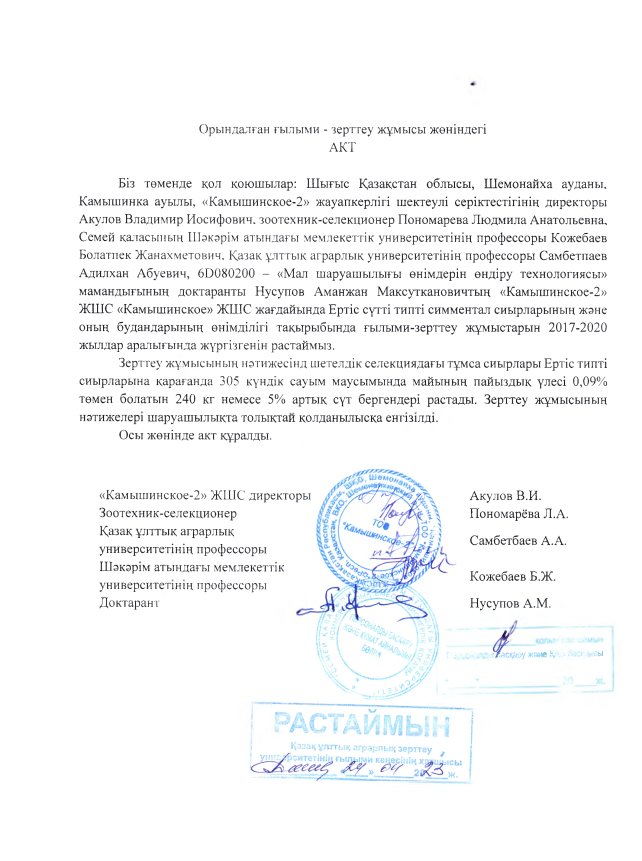 Орындалған ғылыми - зерттеу жұмысы жөніндегі
АКТ
Біз төменде қол қоюшылар: Шығыс Қазақстан облысы, Шемонайха ауданы,
Камышинка ауылы, «Камышинское-2» жауапкерлігі шектеулі серіктестігінің директоры
Акулов Владимир Иосифович, зоотехник-селекционер Пономарева Людмила Анатольевна,
Семей қаласының Шәкәрім атындағы мемлекеттік университетінің профессоры Кожебаев
Болатпек Жанахметович, Қазақ ұлттық аграрлық университетінің профессоры Самбетпаев
Адилхан Абуевич, 6D080200 – «Мал шаруашылығы өнімдерін өндіру технологиясы»
мамандығының докторанты Нусупов Аманжан Максуткановичтың «Камышинское-2»
ЖШС «Камышинское» ЖШС жағдайында Ертіс сүтті типті симментал сиырларының және
оның будандарының өнімділігі тақырыбында ғылыми-зерттеу жұмыстарын 2017-2020
жылдар аралығында жүргізгенін растаймыз.
Зерттеу жұмысының нәтижесінд шетелдік селекциядағы тұмса сиырлары Ертіс типті
сиырларына қарағанда 305 күндік сауым маусымында майының пайыздық үлесі 0,09%
төмен болатын 240 кг немесе 5% артық сүт бергендері растады. Зерттеу жұмысының
нәтижелері шаруашылықта толықтай қолданылысқа енгізілді.
Осы жөнінде акт құралды.
«Камышинское-2» ЖШС директоры Акулов В.И.
Зоотехник-селекционер Пономарёва Л.А.
Қазақ ұлттық аграрлық
университетінің профессоры Самбетбаев А.А.
Шәкәрім атындағы мемлекеттік
университетінің профессоры Кожебаев Б.Ж.
Докторант Нусупов А.М.
ТОО
"Камышинское-2"
РАСТАЙМЫН
Қазақ ұлттық аграрлық зерттеу
университетінің ғылыми кеңесінің хатшысы
24 » 04 2023 ж.
20 ж.